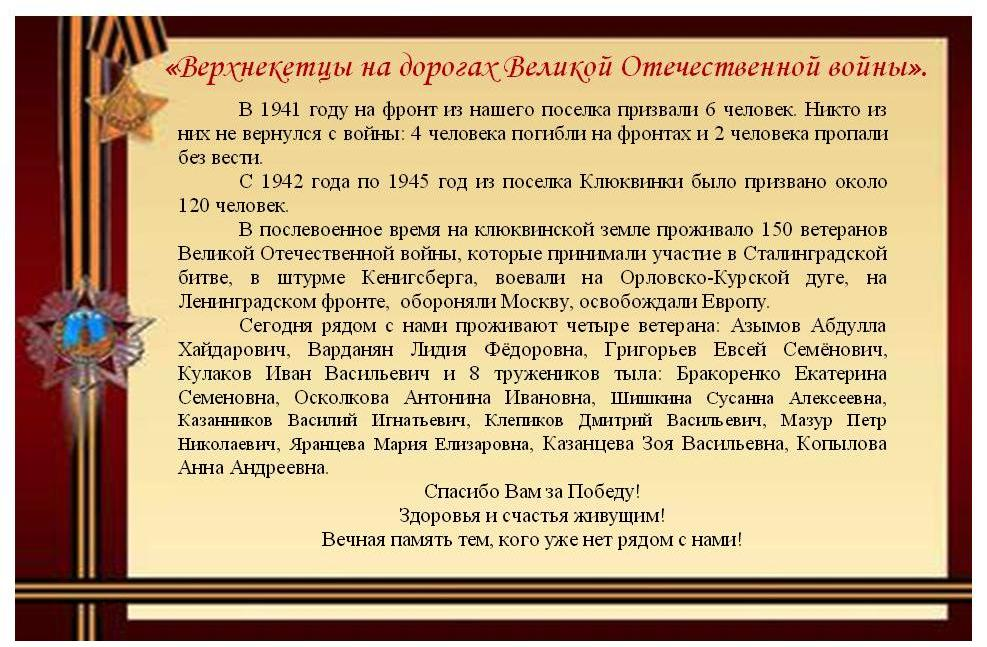 «Верхнекетцы на дорогах Великой Отечественной войны».
В 1941 году на фронт из нашего поселка призвали 6 человек. Никто из
них не вернулся с войны: 4 человека погибли на фронтах и 2 человека пропали
без вести.
С 1942 года по 1945 год из поселка Клюквинки было призвано около
120 человек.
В послевоенное время на клюквинской земле проживало 150 ветеранов
Великой Отечественной войны, которые принимали участие в Сталинградской
битве, в штурме Кенигсберга, воевали на Орловско-Курской дуге, на
Ленинградском фронте, обороняли Москву, освобождали Европу.
Сегодня рядом с нами проживают четыре ветерана: Азымов Абдулла
Хайдарович, Варданян Лидия Фёдоровна, Григорьев Евсей Семёнович,
Кулаков Иван Васильевич и 8 тружеников тыла: Бракоренко Екатерина
Семеновна, Осколкова Антонина Ивановна, Шишкина Сусанна Алексеевна,
Казанников Василий Игнатьевич, Клепиков Дмитрий Васильевич, Мазур Петр
Николаевич, Яранцева Мария Елизаровна, Казанцева Зоя Васильевна, Копылова
Анна Андреевна.
Спасибо Вам за Победу!
Здоровья и счастья живущим!
Вечная память тем, кого уже нет рядом с нами!